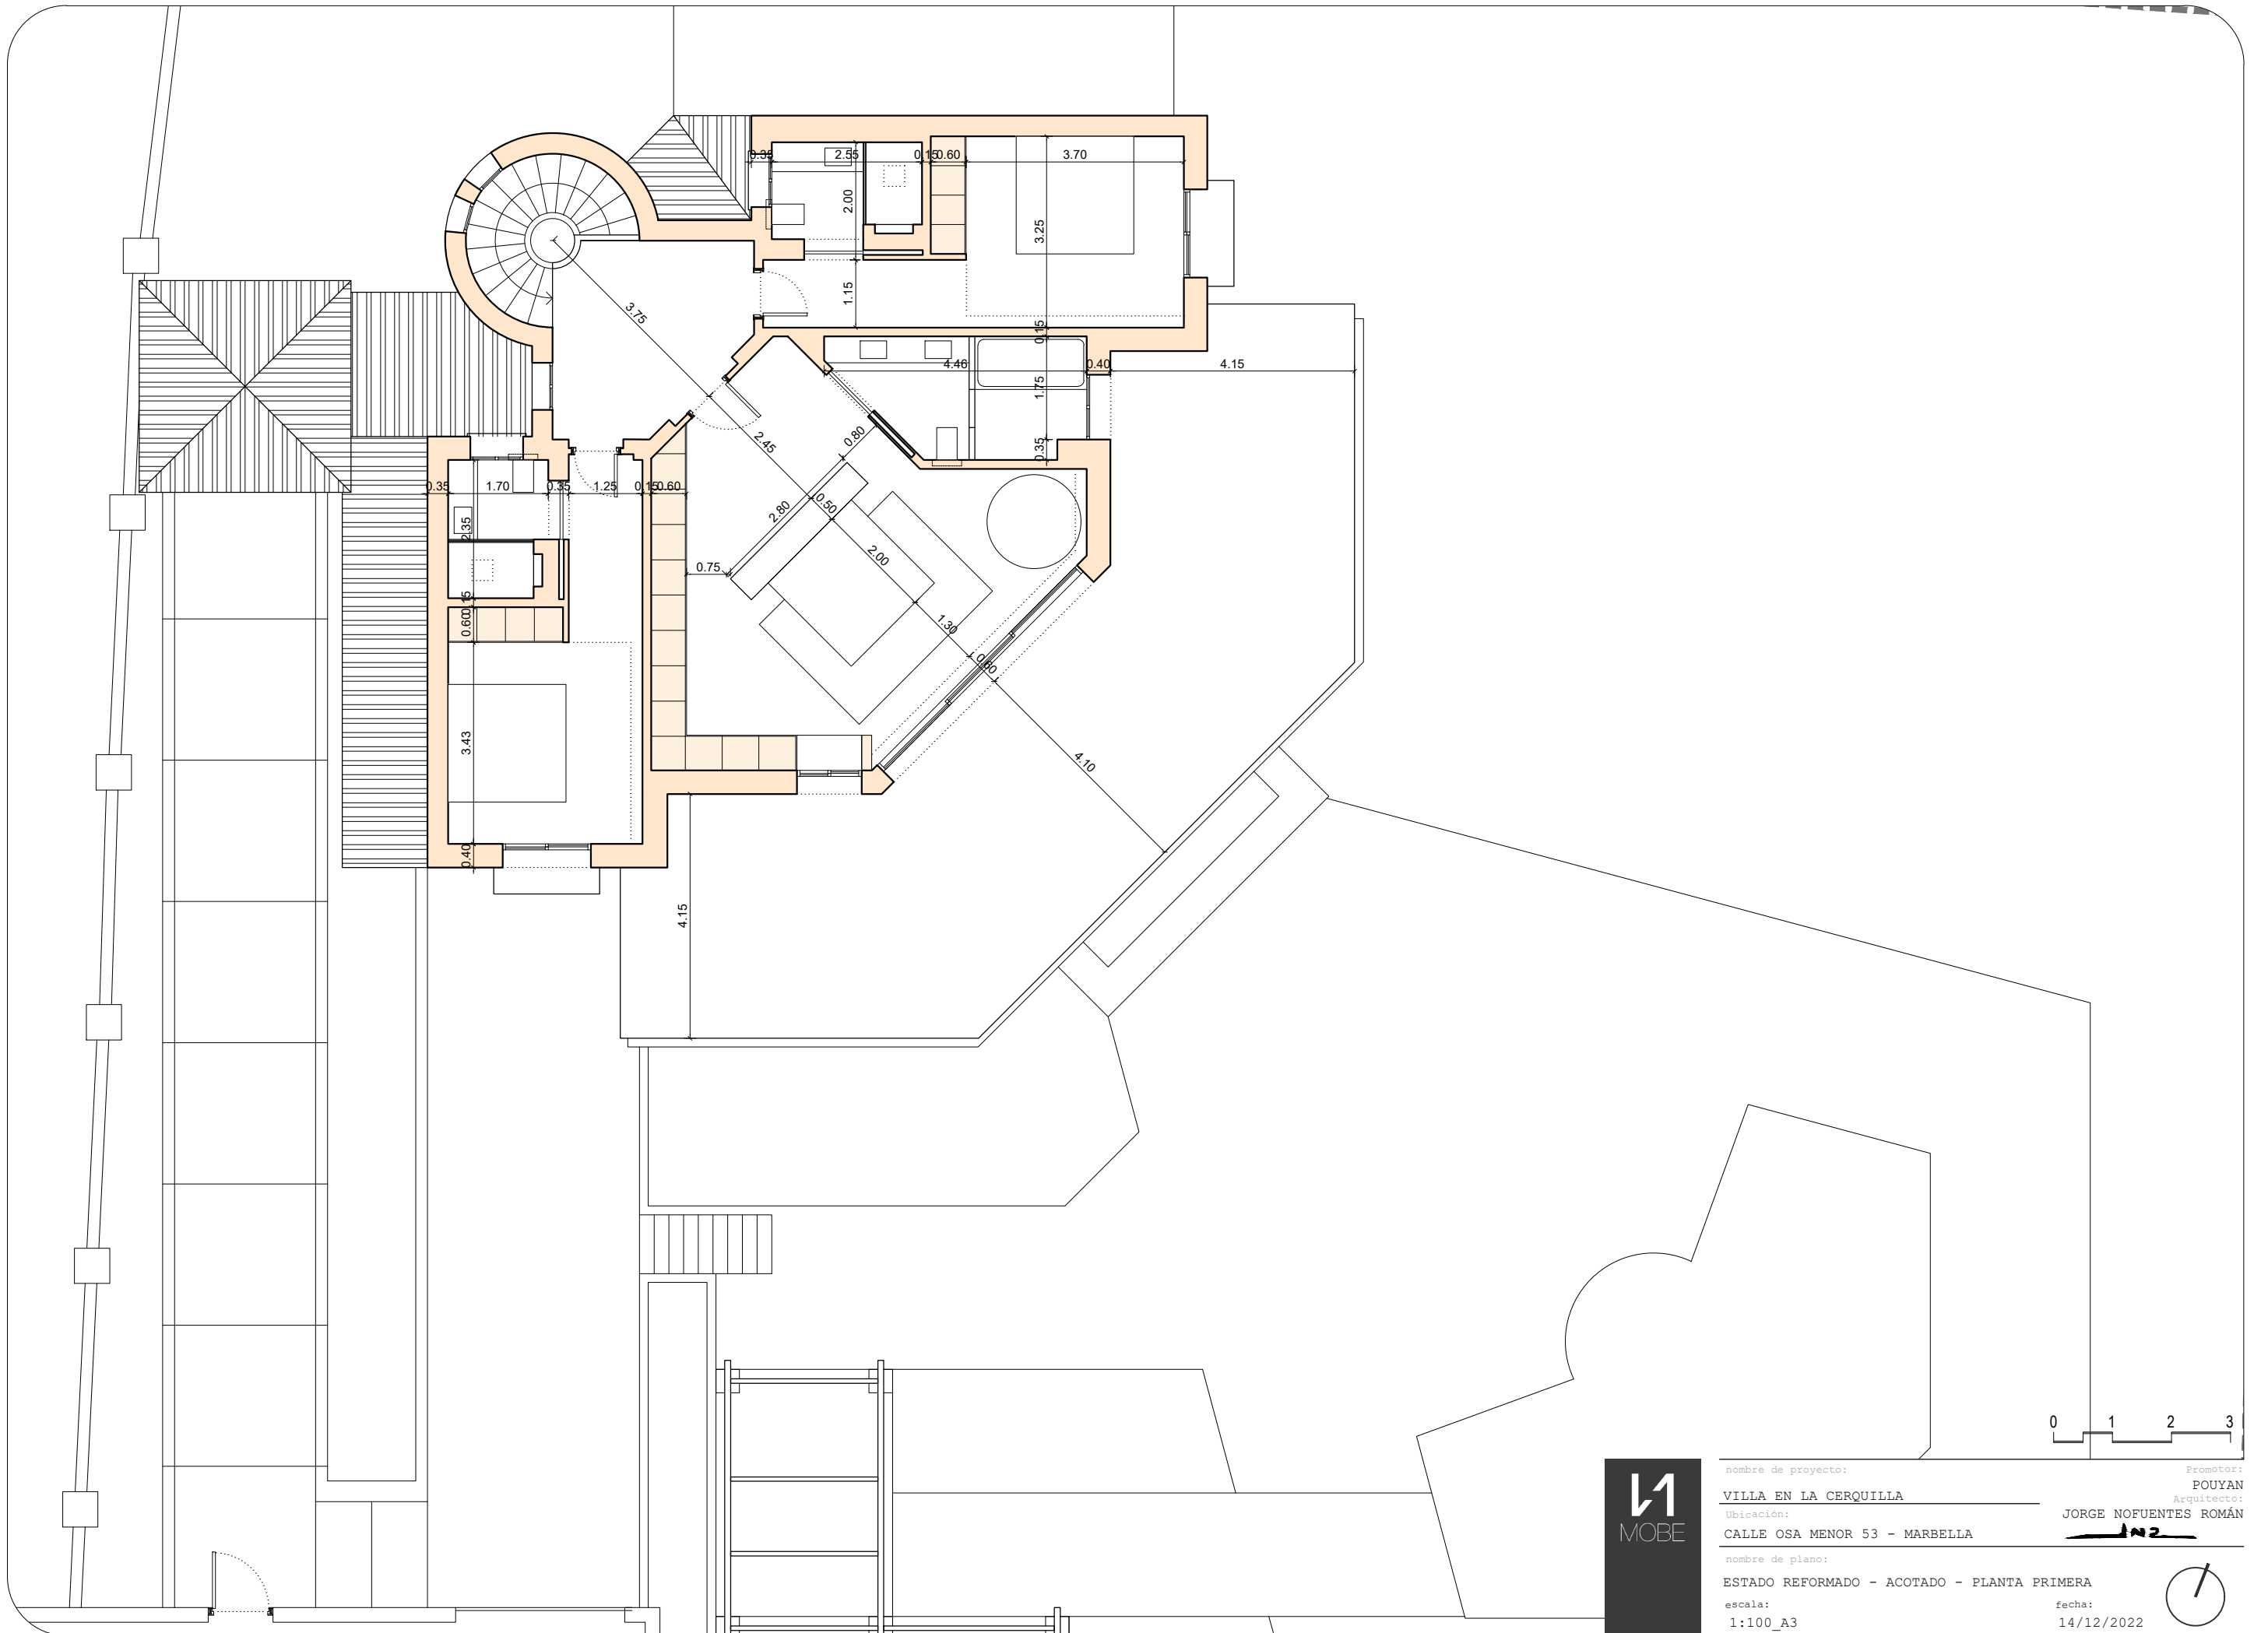 0.35
2.55
0.15
0.60
3.70
2.00
3.25
1.15
3.75
0.15
4.46
0.40
4.15
1.75
0.35
2.45
0.80
0.35
1.70
0.35
1.25
0.15
0.60
2.80
0.50
2.35
2.00
0.75
0.15
0.60
1.30
0.60
3.43
4.10
0.40
4.15
0 1 2 3
MOBE
nombre de proyecto:
VILLA EN LA CERQUILLA
Ubicación:
CALLE OSA MENOR 53 - MARBELLA
Promotor:
POUYAN
Arquitecto:
JORGE NOFUENTES ROMÁN
nombre de plano:
ESTADO REFORMADO - ACOTADO - PLANTA PRIMERA
escala:
1:100_A3
fecha:
14/12/2022